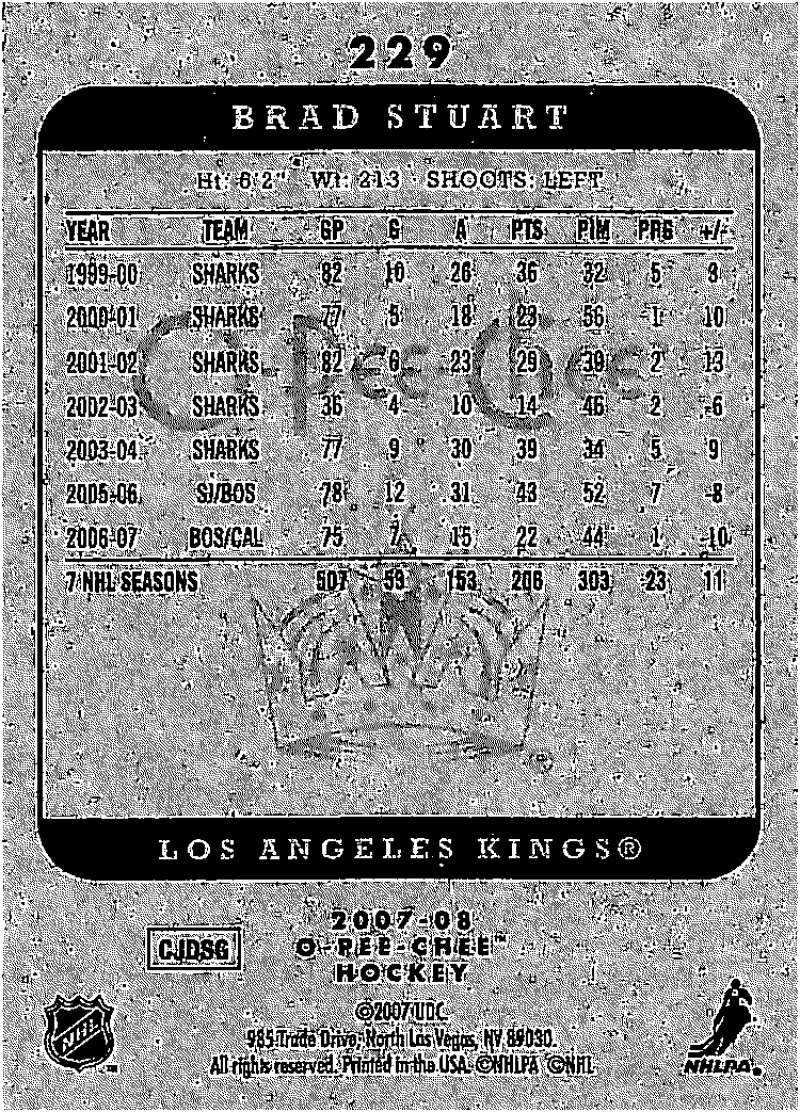 229
BRAD STUART
Ht: 6'2" Wt: 213 SHOOTS: LEFT
YEAR TEAM GP G A PTS PIM PPG +/-
1999-00 SHARKS 82 10 26 36 32 5 3
2000-01 SHARKS 77 5 18 23 56 1 10
2001-02 SHARKS 82 6 23 29 39 2 13
2002-03 SHARKS 36 4 10 14 46 2 -6
2003-04 SHARKS 77 9 30 39 34 5 9
2005-06 SJ/BOS 78 12 31 43 52 7 -8
2006-07 BOS/CAL 75 7 15 22 44 1 -10
7 NHL SEASONS 507 53 153 206 303 23 11
O-PEE-CHEE
LOS ANGELES KINGS®
CJDSG
2007-08
O-PEE-CHEE™
HOCKEY
©2007 UDC.
985 Trade Drive, North Las Vegas, NV 89030.
All rights reserved. Printed in the USA. ©NHLPA ©NHL
NHL™
NHLPA®